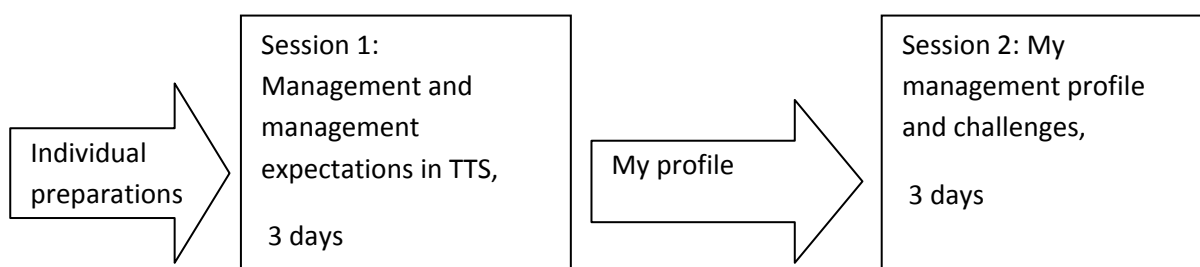 Individual
preparations
Session 1:
Management and
management
expectations in TTS,
3 days
My profile
Session 2: My
management profile
and challenges,
3 days